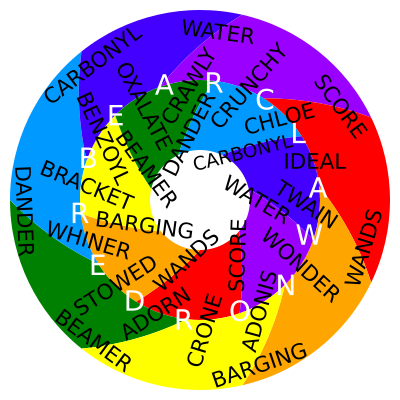 WATER
SCORE
WANDS
BARGING
BEAMER
DANDER
CARBONYL
A
R
C
L
A
W
N
O
R
D
E
R
B
E
CRAWLY
CRUNCHY
CHLOE
IDEAL
TWAIN
WONDER
ADONIS
CRONE
ADORN
STOWED
WHINER
BRACKET
BENZOYL
OXALATE
DANDER
CARBONYL
WATER
SCORE
WANDS
BARGING
BEAMER